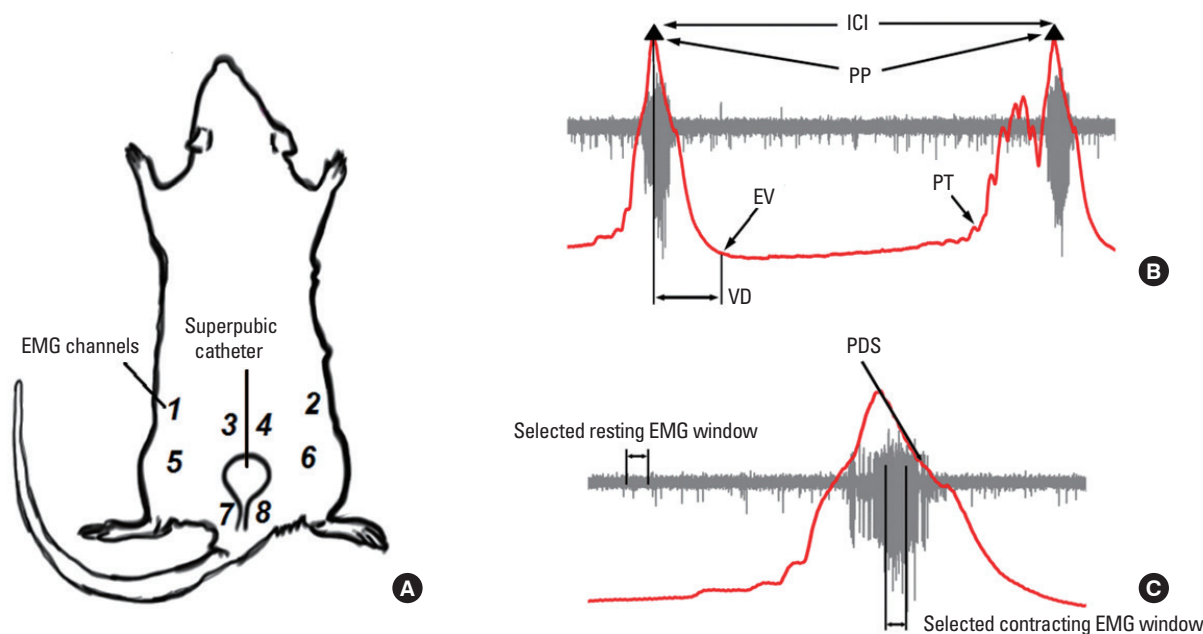 EMG channels
Superpubic
catheter
1
2
3 4
5
6
7 8
A
ICI
PP
EV
PT
VD
B
PDS
Selected resting EMG window
Selected contracting EMG window
C